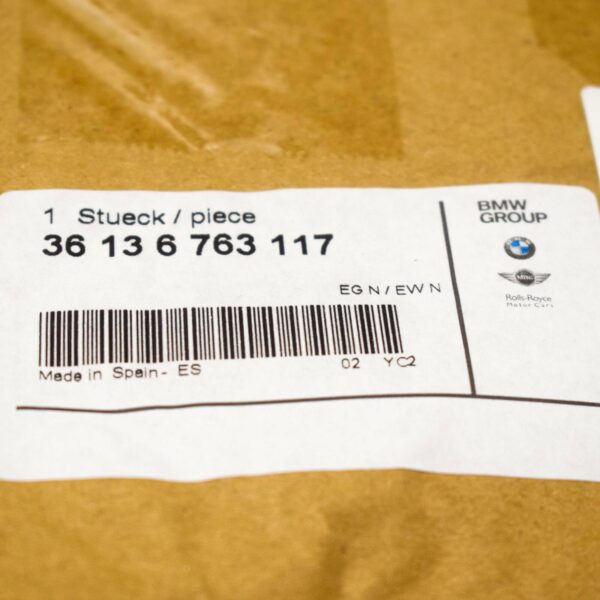 1 Stueck / piece
36 13 6 763 117
EG N / EW N
Made in Spain - ES
02 YC2
BMW
GROUP
MINI
Rolls-Royce
Motor Cars